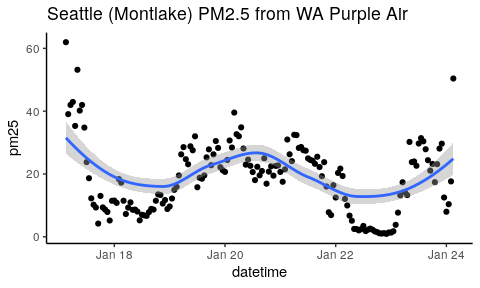 Seattle (Montlake) PM2.5 from WA Purple Air
pm25
60
40
20
0
Jan 18
Jan 20
Jan 22
Jan 24
datetime